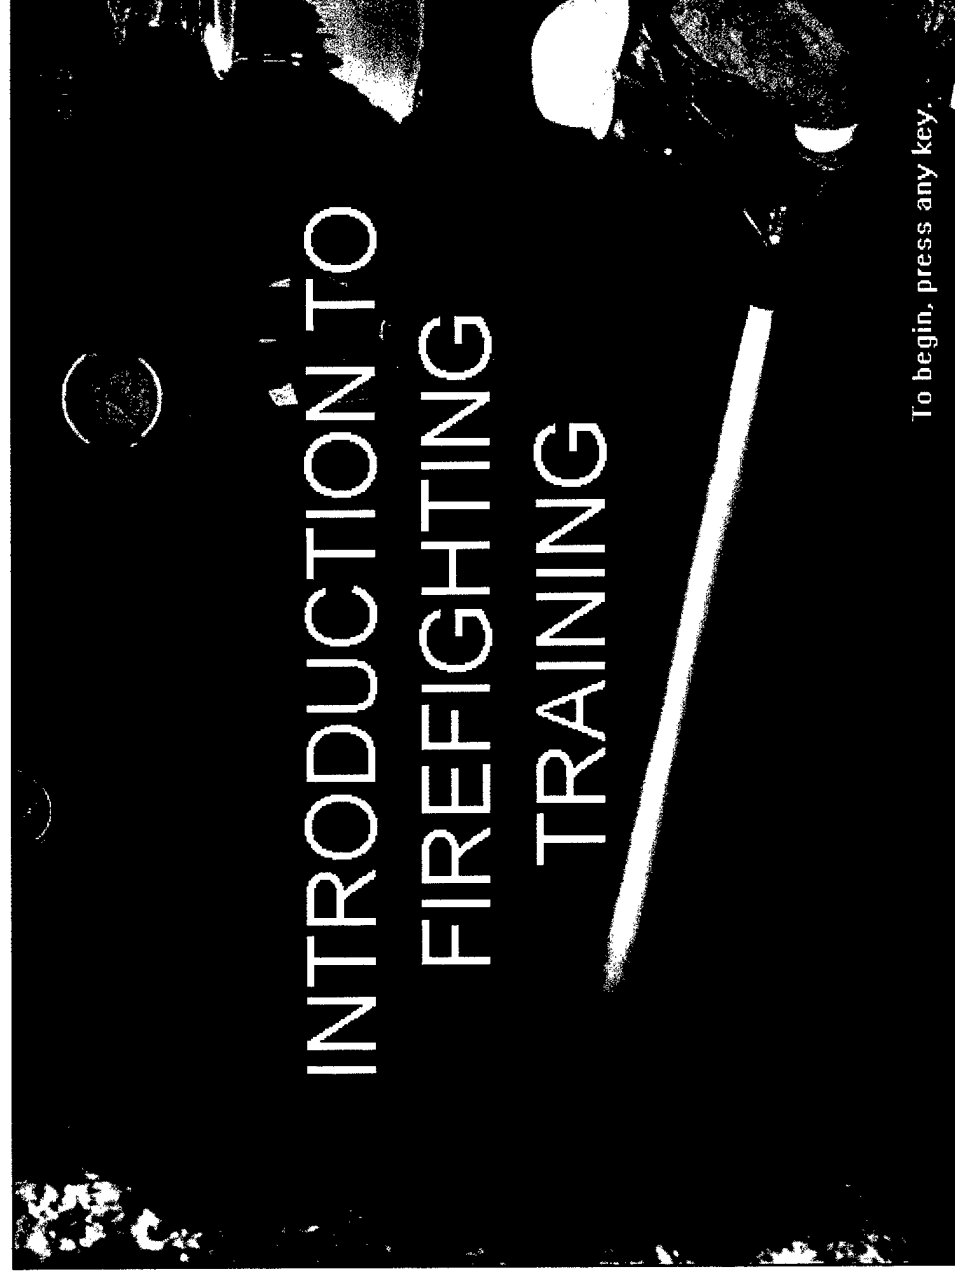 INTRODUCTION TO
FIREFIGHTING
TRAINING
To begin, press any key.